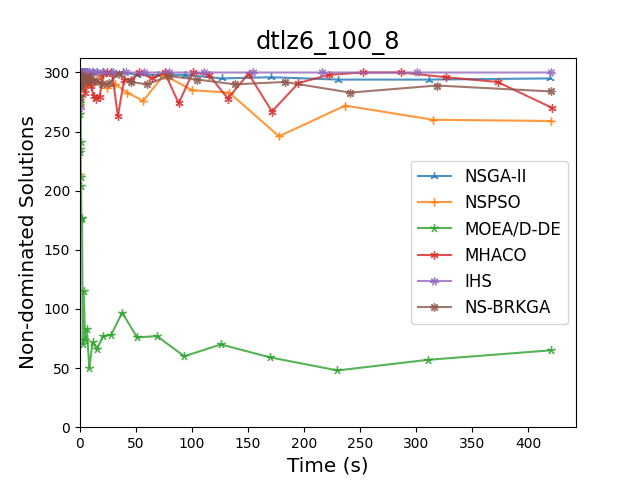 dtlz6_100_8
Non-dominated Solutions
300
250
200
150
100
50
0
0 50 100 150 200 250 300 350 400
Time (s)
NSGA-II
NSPSO
MOEA/D-DE
MHACO
IHS
NS-BRKGA